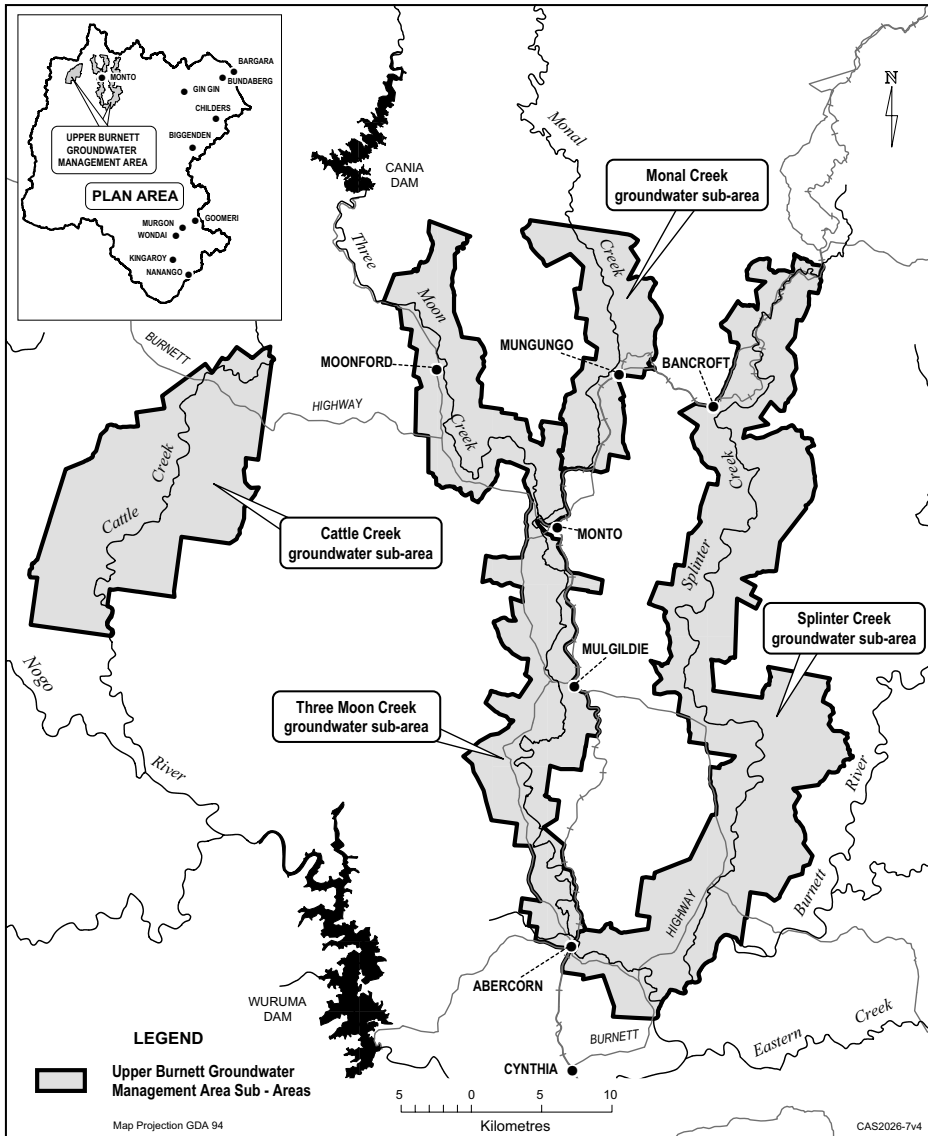 MONTO
BARGARA
BUNDABERG
GIN GIN
CHILDERS
BIGGENDEN
UPPER BURNETT
GROUNDWATER
MANAGEMENT AREA
PLAN AREA
GOOMERI
MURGON
WONDAI
KINGAROY
NANANGO
N
CANIA
DAM
Monal
Creek
Monal Creek
groundwater sub-area
Three
Moon
Creek
BURNETT
HIGHWAY
MOONFORD
MUNGUNGO
BANCROFT
Cattle
Creek
Cattle Creek
groundwater sub-area
MONTO
Splinter
Creek
Splinter Creek
groundwater sub-area
MULGILDIE
Three Moon Creek
groundwater sub-area
Nogo
River
Burnett
River
HIGHWAY
ABERCORN
WURUMA
DAM
BURNETT
Eastern
Creek
CYNTHIA
LEGEND
Upper Burnett Groundwater
Management Area Sub - Areas
5 0 5 10
Kilometres
Map Projection GDA 94
CAS2026-7v4